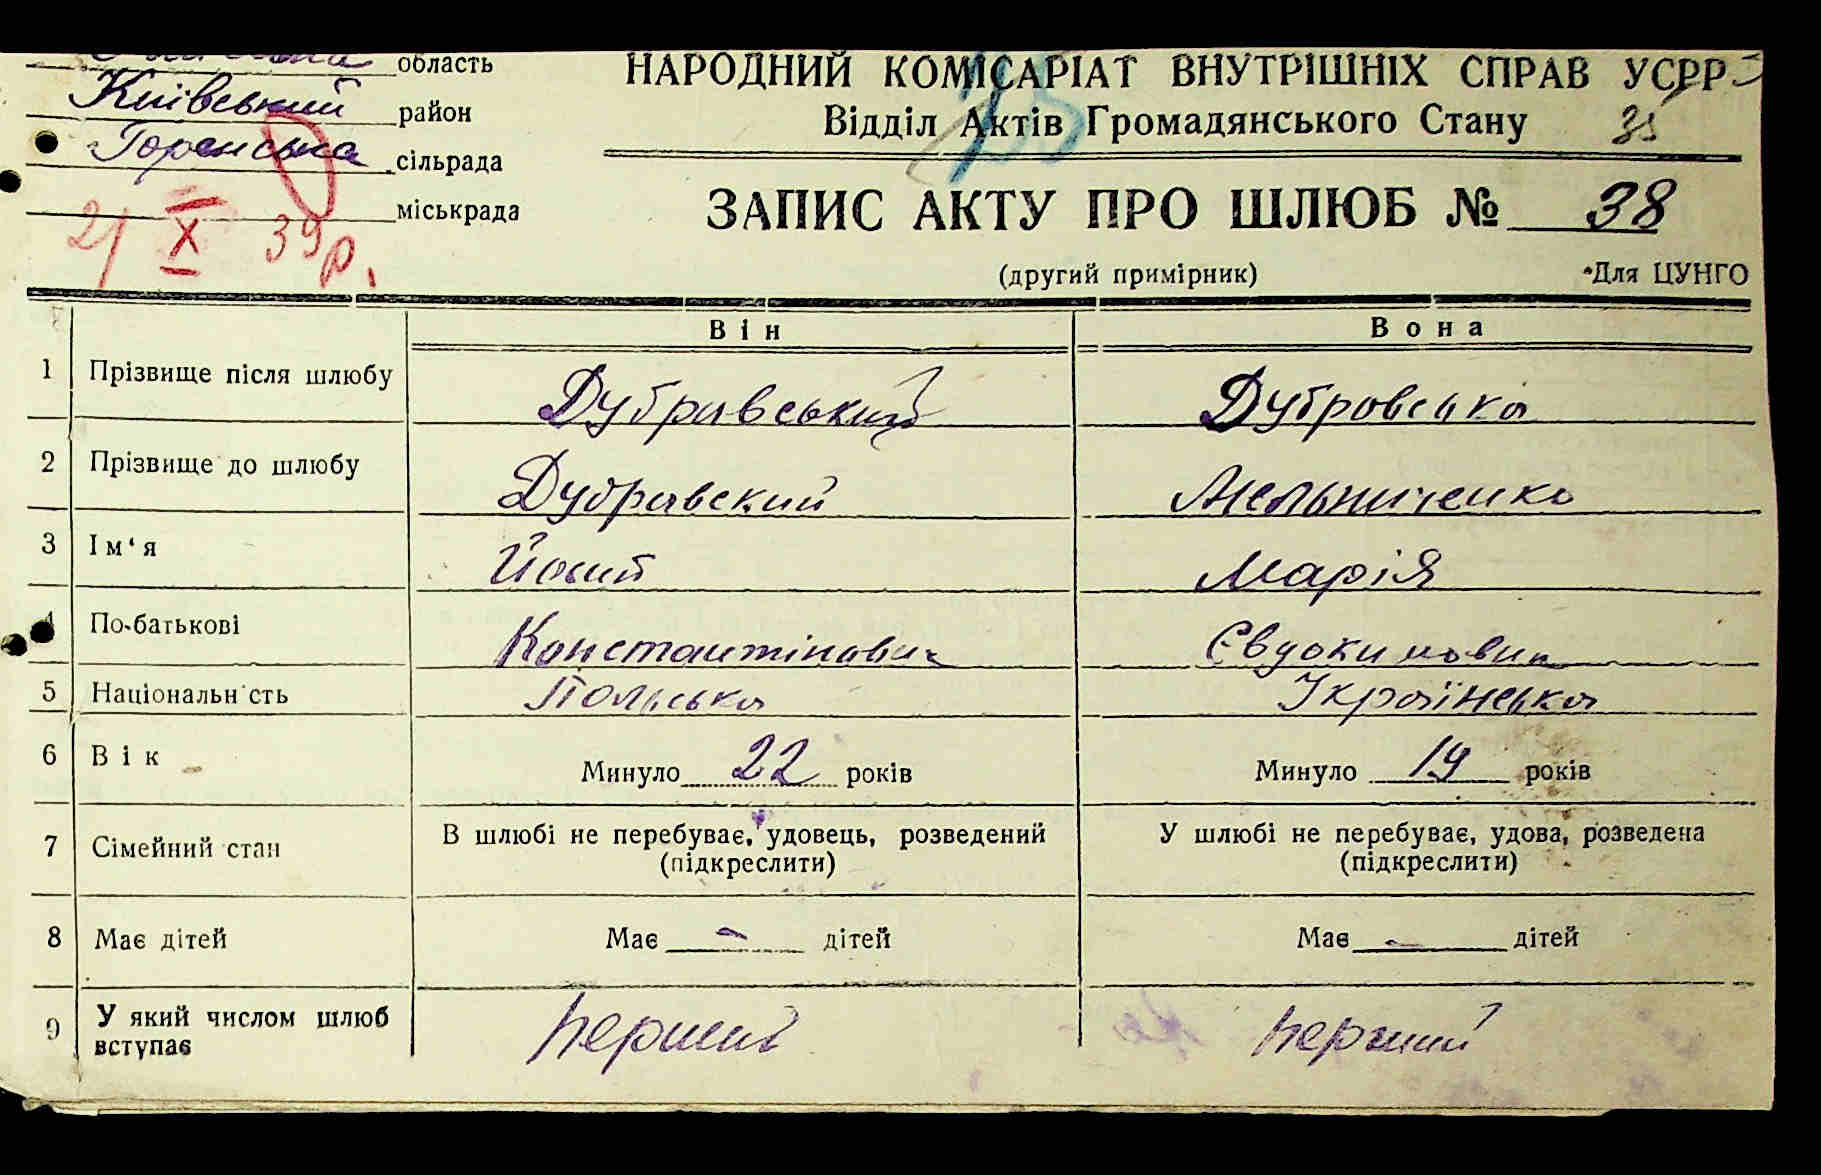 область
Київський район
Горенська сільрада
міськрада
21 X 39 р.
НАРОДНИЙ КОМІСАРІАТ ВНУТРІШНІХ СПРАВ УСРР
Відділ Актів Громадянського Стану 35
ЗАПИС АКТУ ПРО ШЛЮБ № 38
(другий примірник) Для ЦУНГО
Він Вона
1 Прізвище після шлюбу Дубравський Дубровська
2 Прізвище до шлюбу Дубравский Мельниченко
3 Ім‘я Йосип Марія
4 По-батькові Константінович Євдокимовна
5 Національність Польська Українська
6 Вік Минуло 22 років Минуло 19 років
7 Сімейний стан В шлюбі не перебуває, удовець, розведений У шлюбі не перебуває, удова, розведена
(підкреслити) (підкреслити)
8 Має дітей Має - дітей Має - дітей
9 У який числом шлюб
вступає Перший Перший